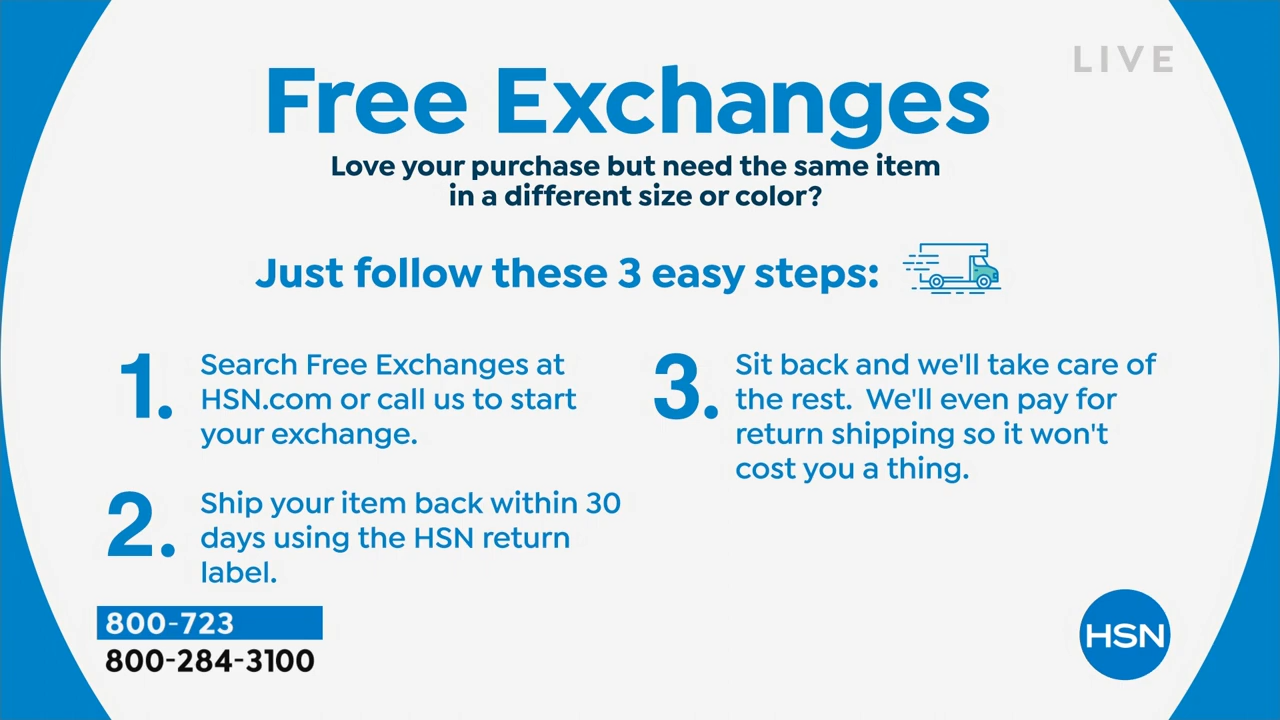 LIVE
Free Exchanges
Love your purchase but need the same item
in a different size or color?
Just follow these 3 easy steps:
1. Search Free Exchanges at
HSN.com or call us to start
your exchange.
2. Ship your item back within 30
days using the HSN return
label.
3. Sit back and we'll take care of
the rest. We'll even pay for
return shipping so it won't
cost you a thing.
800-723
800-284-3100
HSN